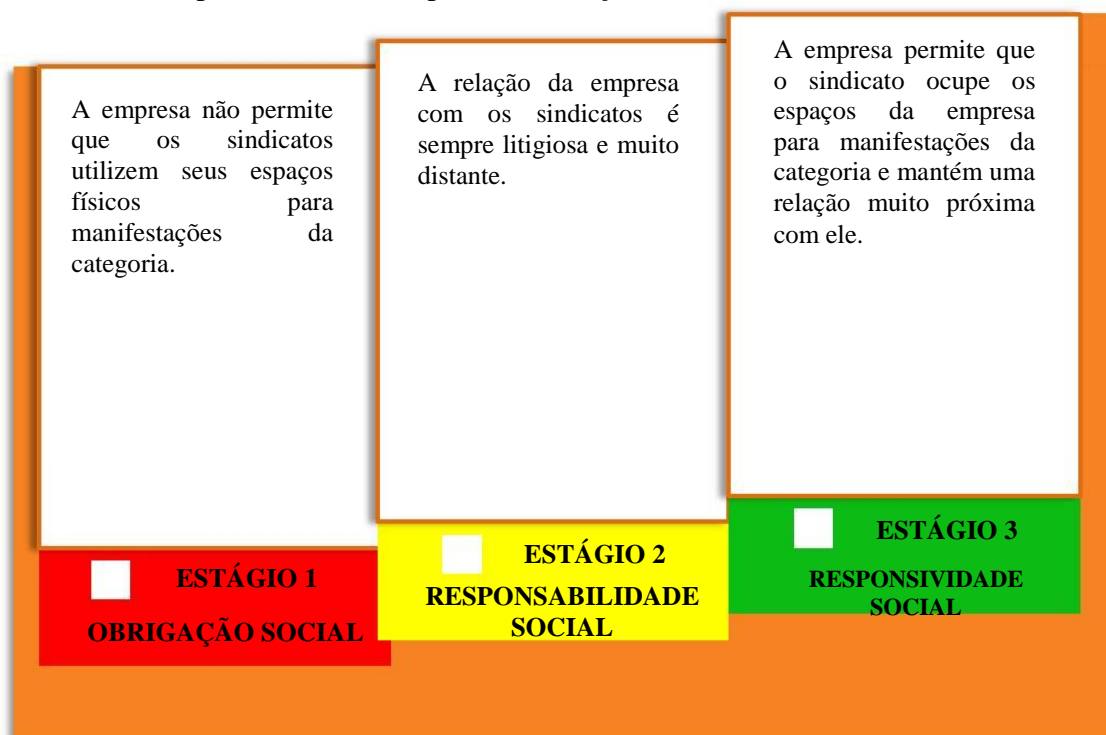 A empresa não permite
que os sindicatos
utilizem seus espaços
físicos para
manifestações da
categoria.
A relação da empresa
com os sindicatos é
sempre litigiosa e muito
distante.
A empresa permite que
o sindicato ocupe os
espaços da empresa
para manifestações da
categoria e mantém uma
relação muito próxima
com ele.
ESTÁGIO 1
OBRIGAÇÃO SOCIAL
ESTÁGIO 2
RESPONSABILIDADE
SOCIAL
ESTÁGIO 3
RESPONSIVIDADE
SOCIAL